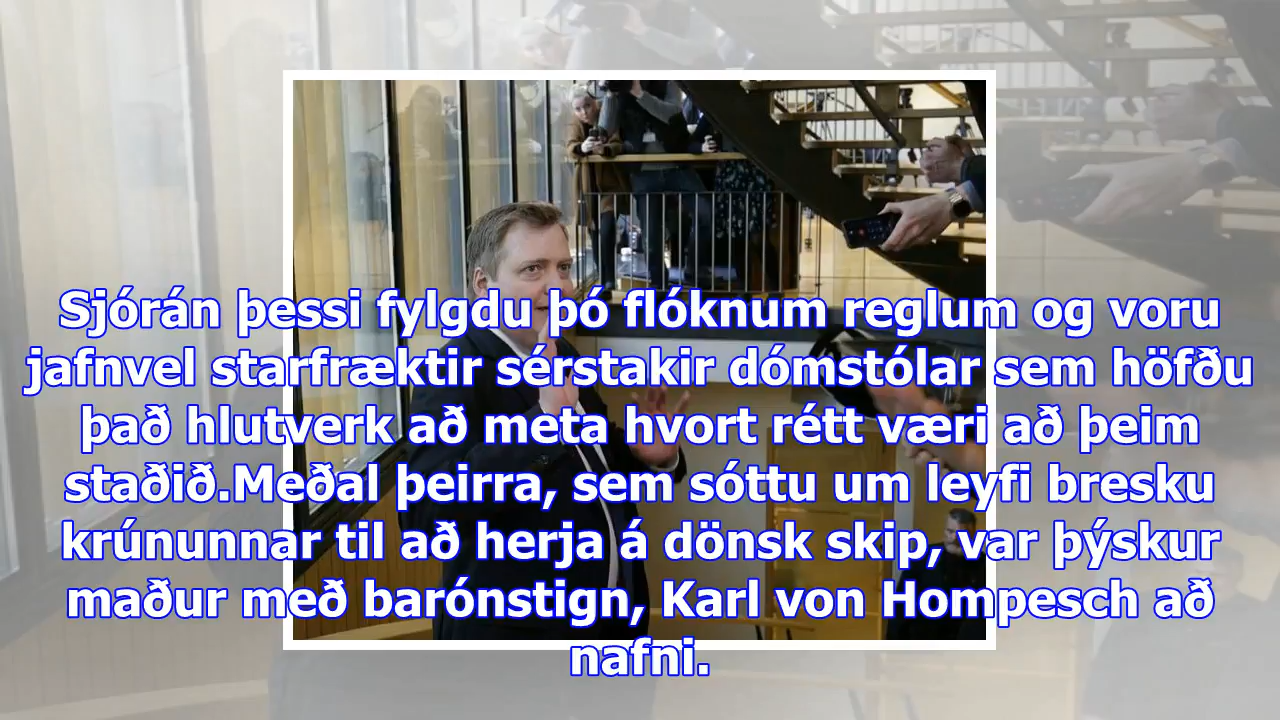 Sjórán þessi fylgdu þó flóknum reglum og voru
jafnvel starfræktir sérstakir dómstólar sem höfðu
það hlutverk að meta hvort rétt væri að þeim
staðið.Meðal þeirra, sem sóttu um leyfi bresku
krúnunnar til að herja á dönsk skip, var þýskur
maður með barónstign, Karl von Hompesch að
nafni.